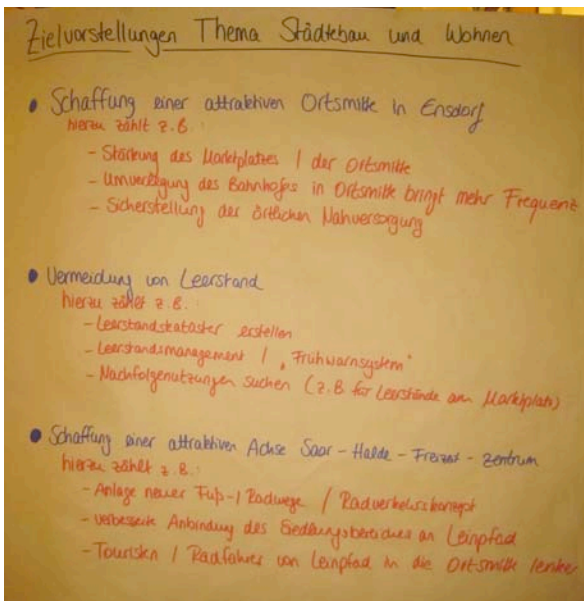 Zielvorstellungen Thema Städtebau und Wohnen
• Schaffung einer attraktiven Ortsmitte in Ensdorf
hierzu zählt z.B.:
- Stärkung des Marktplatzes / der Ortsmitte
- Umverlegung des Bahnhofes in Ortsmitte bringt mehr Frequenz
- Sicherstellung der örtlichen Nahversorgung
• Vermeidung von Leerstand
hierzu zählt z.B.:
- Leerstandskataster erstellen
- Leerstandsmanagement / „Frühwarnsystem"
- Nachfolgenutzungen suchen (z.B. für Leerstände am Marktplatz)
• Schaffung einer attraktiven Achse Saar - Halde - Freizeit - Zentrum
hierzu zählt z.B.:
- Anlage neuer Fuß-/Radwege / Radverkehrskonzept
- verbesserte Anbindung des Siedlungsbereiches an Leinpfad
- Touristen / Radfahrer von Leinpfad in die Ortsmitte lenken